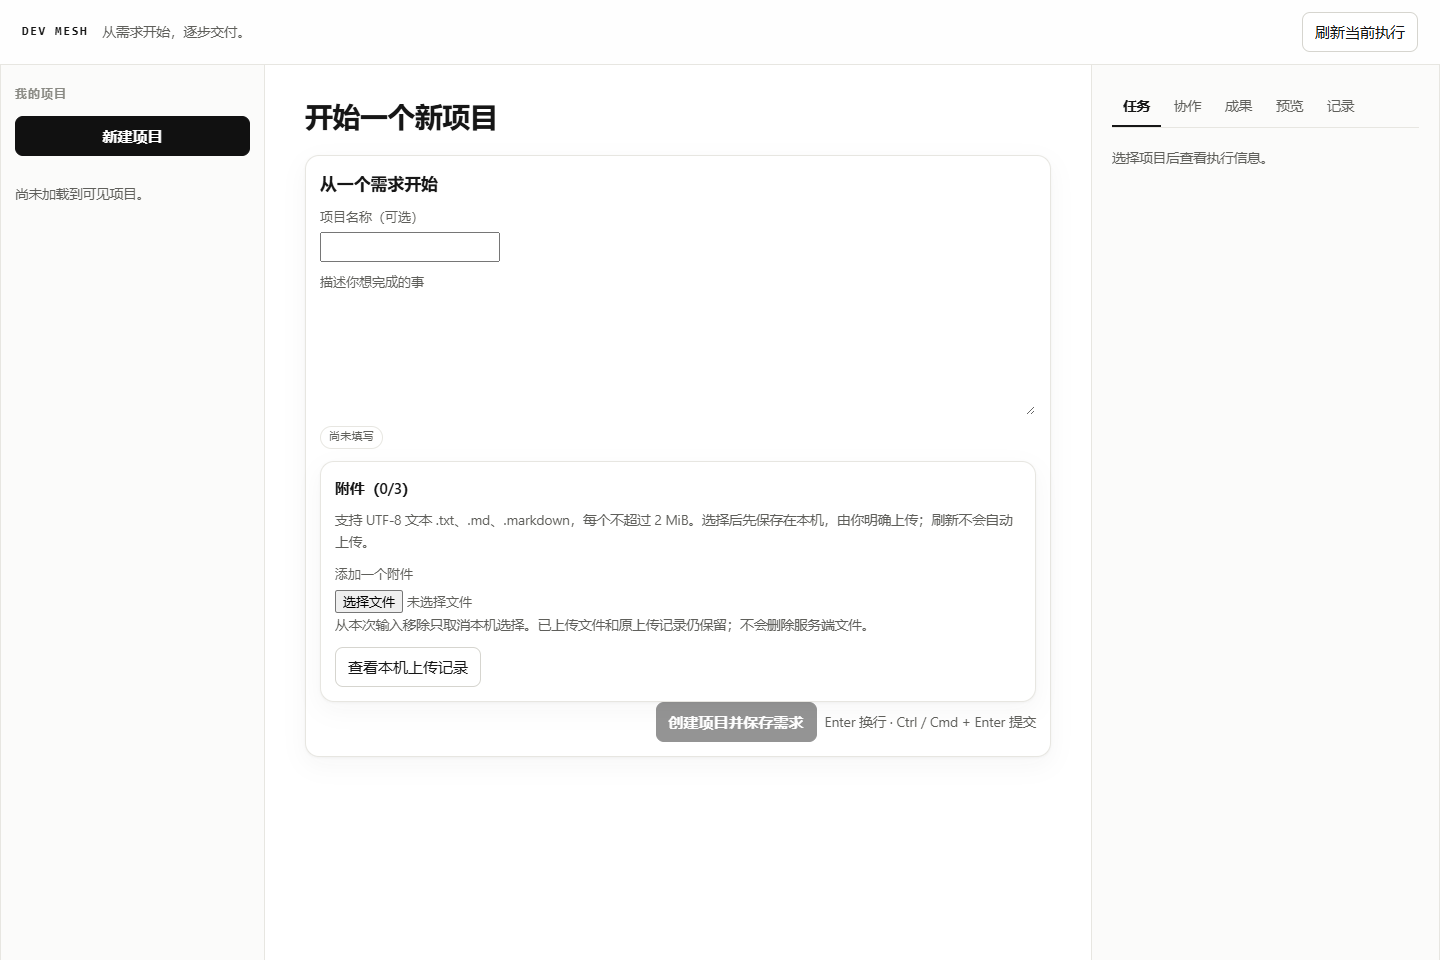 DEV MESH 从需求开始，逐步交付。
刷新当前执行
我的项目
新建项目
尚未加载到可见项目。
开始一个新项目
从一个需求开始
项目名称（可选）
描述你想完成的事
尚未填写
附件（0/3）
支持 UTF-8 文本 .txt、.md、.markdown，每个不超过 2 MiB。选择后先保存在本机，由你明确上传；刷新不会自动
上传。
添加一个附件
选择文件 未选择文件
从本次输入移除只取消本机选择。已上传文件和原上传记录仍保留；不会删除服务端文件。
查看本机上传记录
创建项目并保存需求 Enter 换行 · Ctrl / Cmd + Enter 提交
任务 协作 成果 预览 记录
选择项目后查看执行信息。